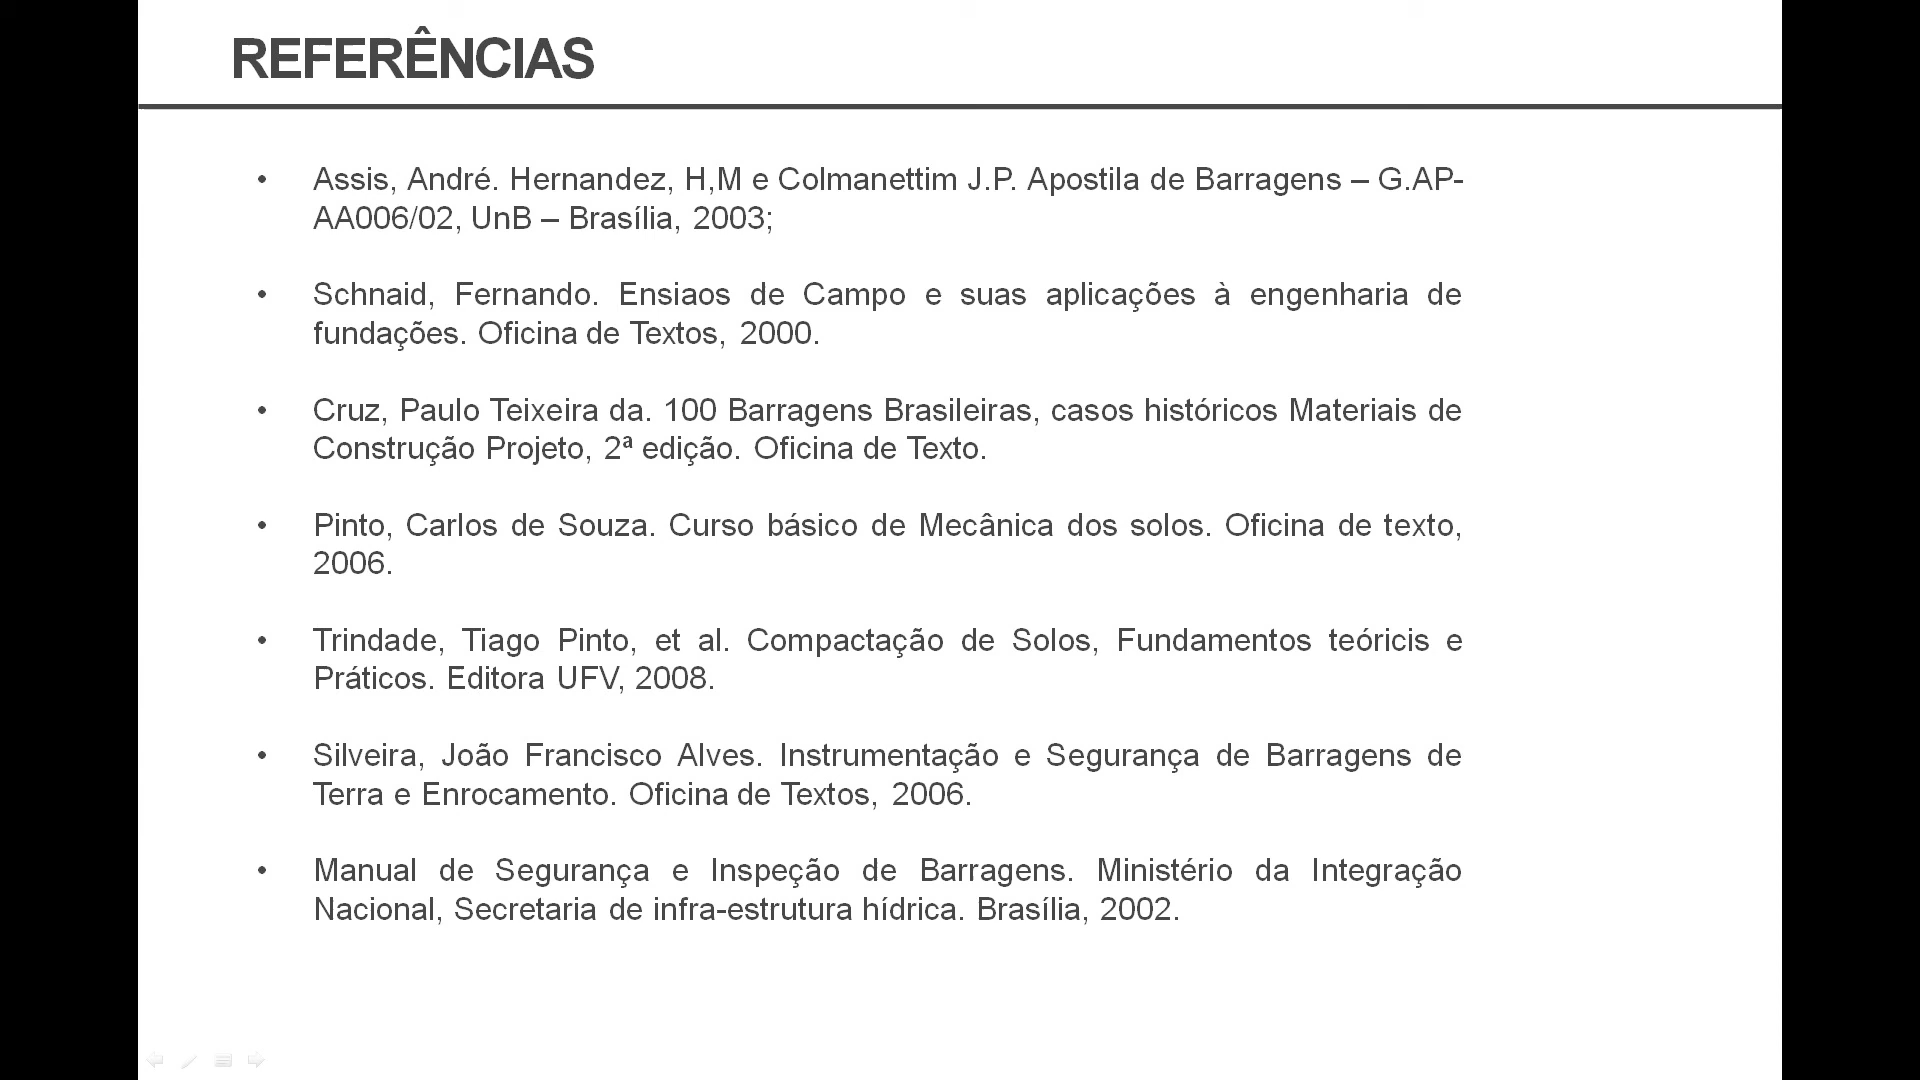 REFERÊNCIAS
• Assis, André. Hernandez, H,M e Colmanettim J.P. Apostila de Barragens – G.AP-
AA006/02, UnB – Brasília, 2003;
• Schnaid, Fernando. Ensiaos de Campo e suas aplicações à engenharia de
fundações. Oficina de Textos, 2000.
• Cruz, Paulo Teixeira da. 100 Barragens Brasileiras, casos históricos Materiais de
Construção Projeto, 2ª edição. Oficina de Texto.
• Pinto, Carlos de Souza. Curso básico de Mecânica dos solos. Oficina de texto,
2006.
• Trindade, Tiago Pinto, et al. Compactação de Solos, Fundamentos teóricis e
Práticos. Editora UFV, 2008.
• Silveira, João Francisco Alves. Instrumentação e Segurança de Barragens de
Terra e Enrocamento. Oficina de Textos, 2006.
• Manual de Segurança e Inspeção de Barragens. Ministério da Integração
Nacional, Secretaria de infra-estrutura hídrica. Brasília, 2002.